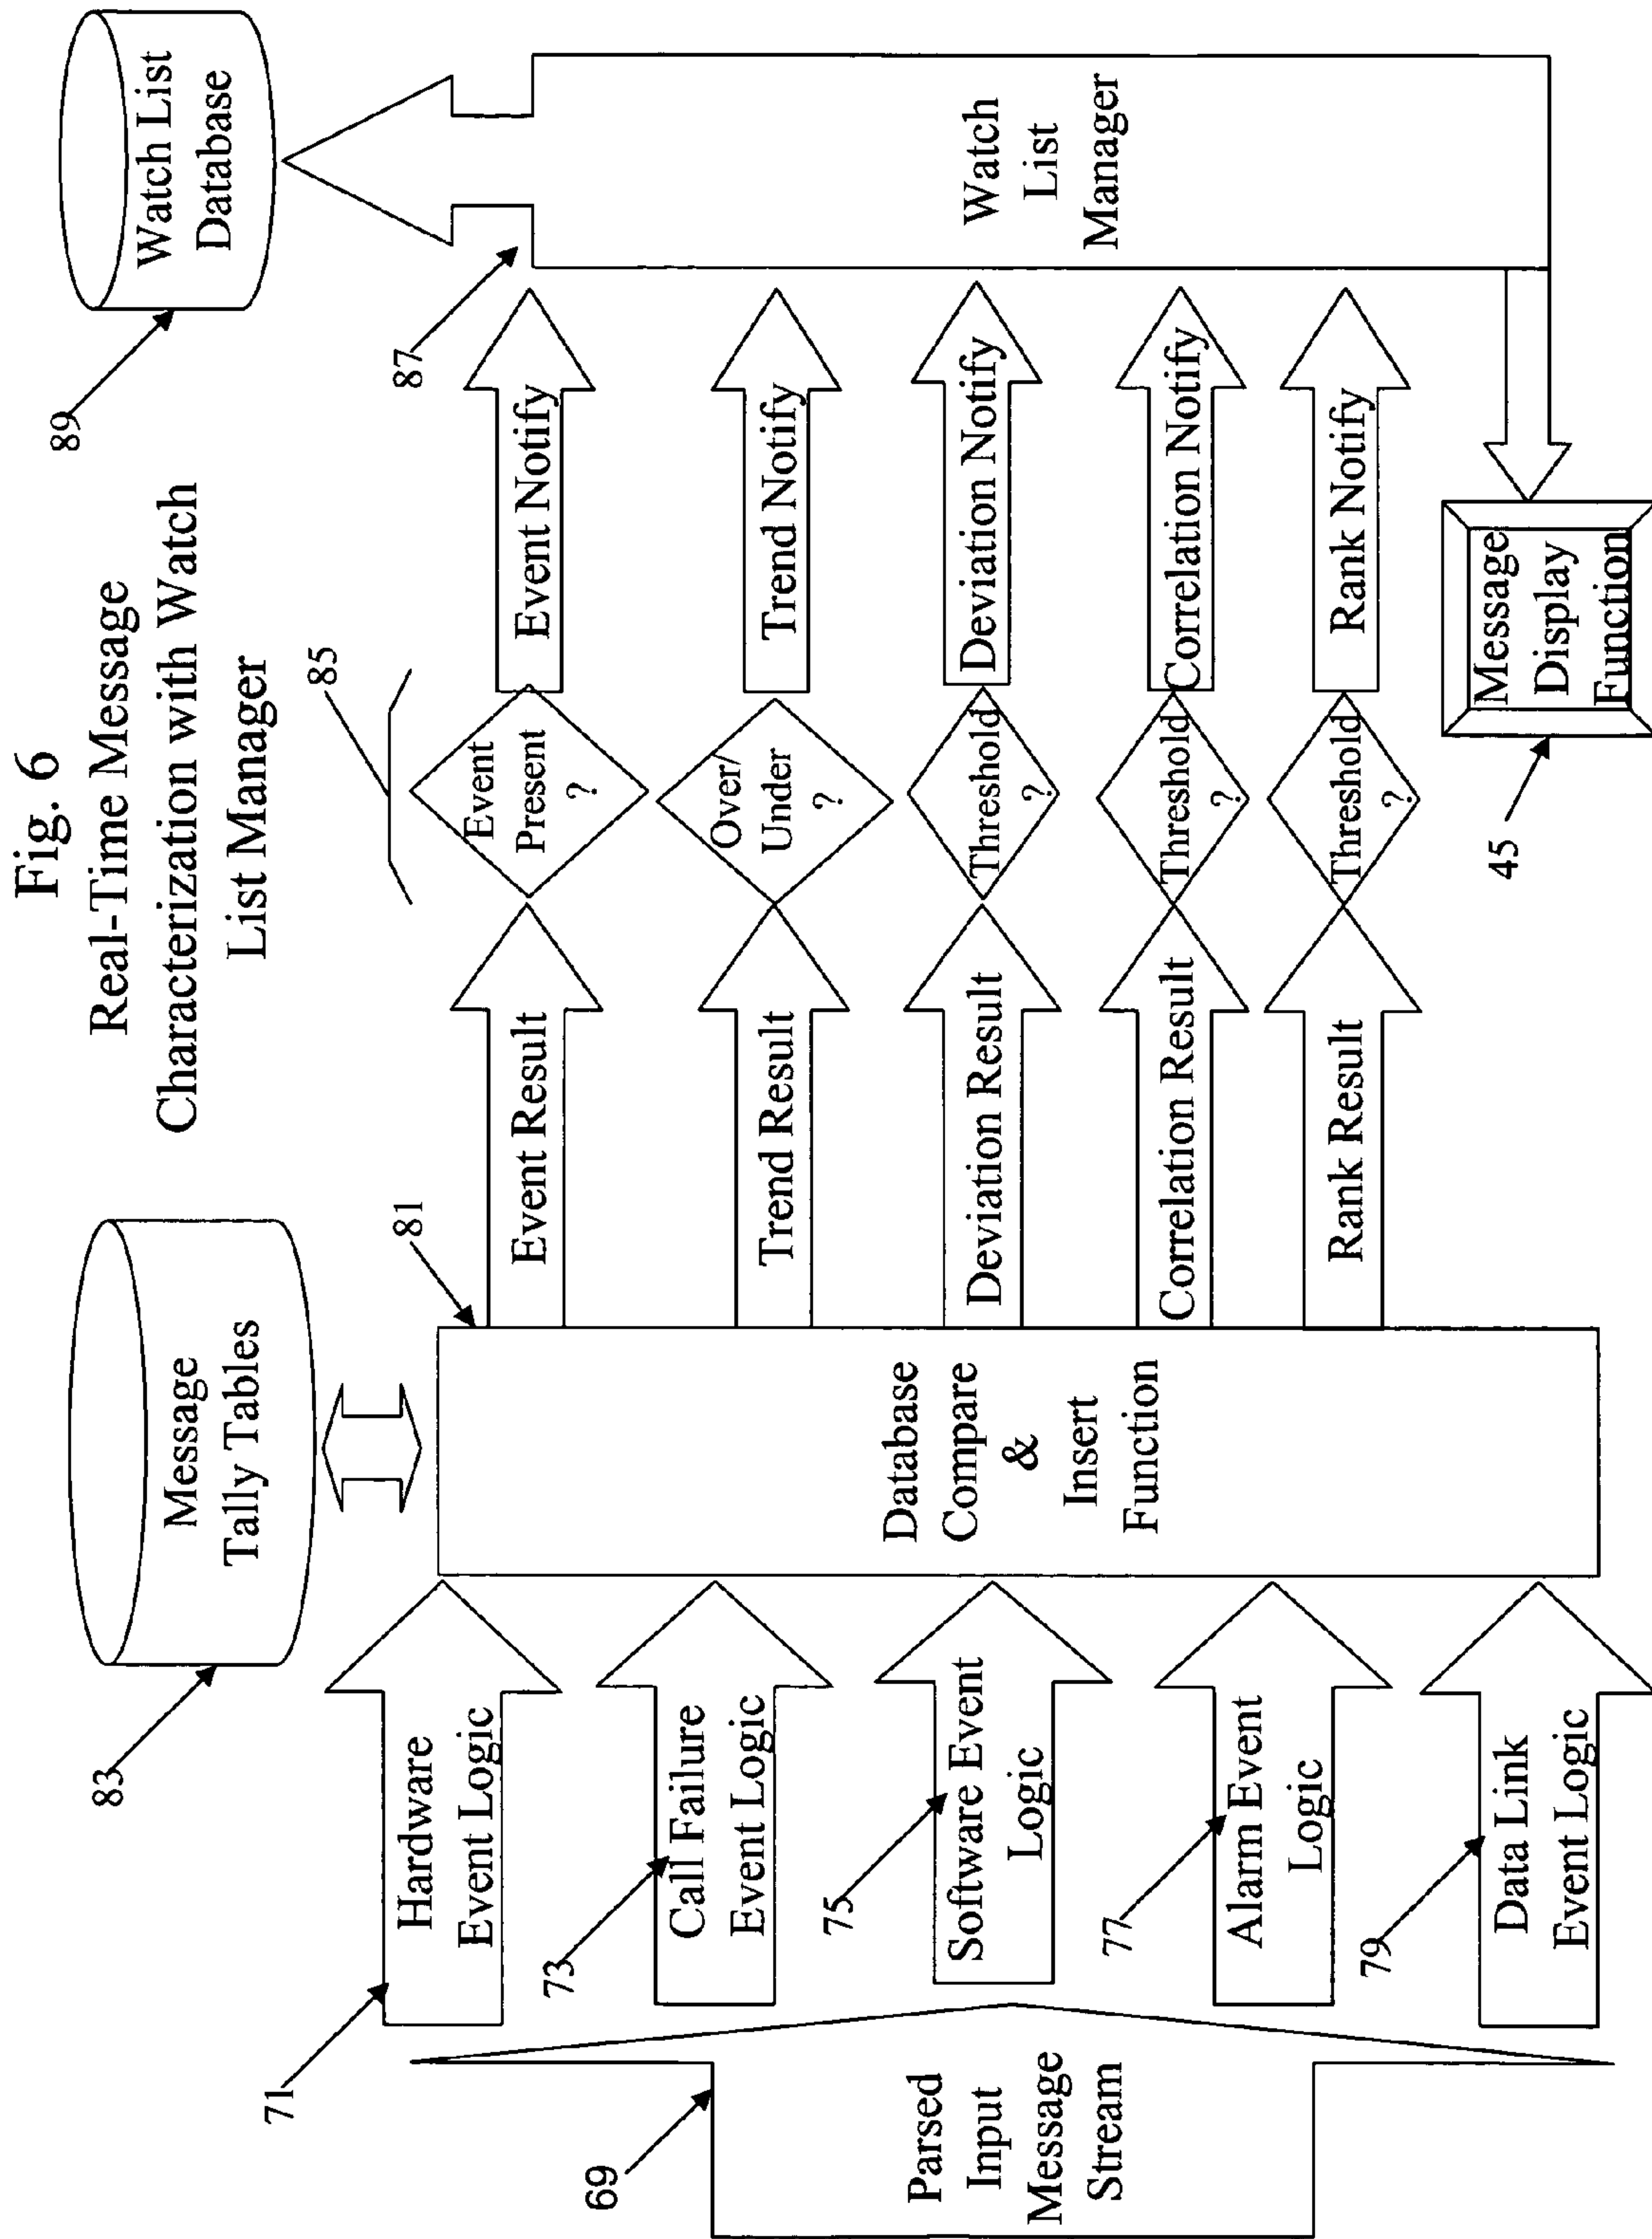 Fig. 6
Real-Time Message
Characterization with Watch
List Manager
69
Parsed
Input
Message
Stream
71
Hardware
Event Logic
73
Call Failure
Event Logic
75
Software Event
Logic
77
Alarm Event
Logic
79
Data Link
Event Logic
83
Message
Tally Tables
81
Database
Compare
&
Insert
Function
Event Result
Trend Result
Deviation Result
Correlation Result
Rank Result
85
Event
Present
?
Over/
Under
?
Threshold
?
Threshold
?
Threshold
?
Event Notify
Trend Notify
Deviation Notify
Correlation Notify
Rank Notify
87
Watch
List
Manager
89
Watch List
Database
45
Message
Display
Function